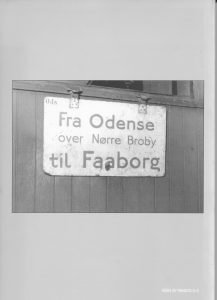 Fra Odense
over Nørre Broby
til Faaborg